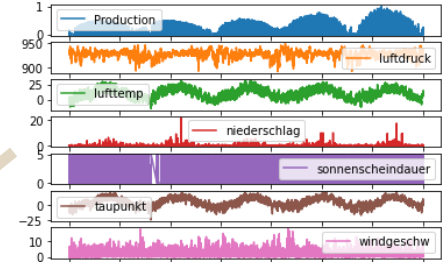 1
Production
0
950
luftdruck
900
25
lufttemp
0
20
niederschlag
0
5
sonnenscheindauer
0
0
taupunkt
−25
10
windgeschw
0